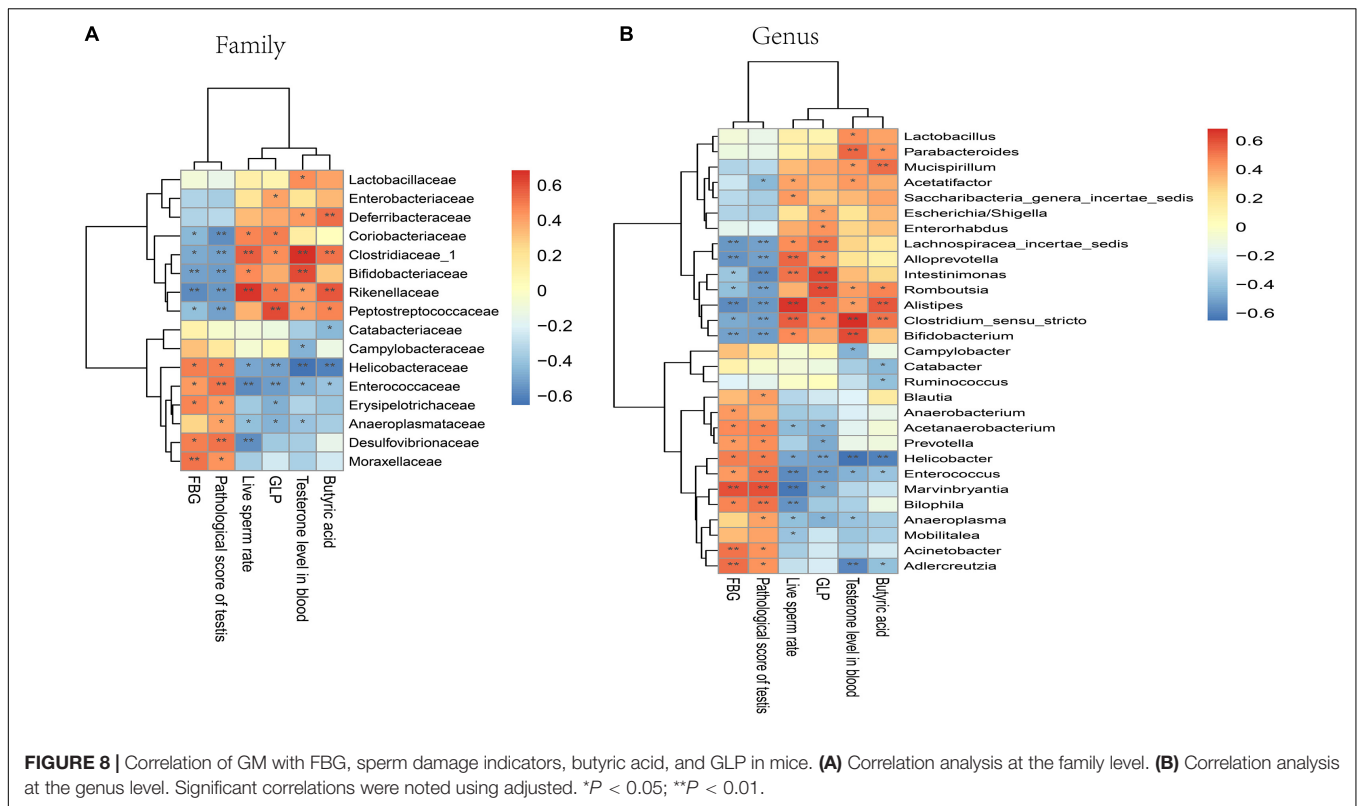 A
Family
Lactobacillaceae
Enterobacteriaceae
Deferribacteraceae
Coriobacteriaceae
Clostridiaceae_1
Bifidobacteriaceae
Rikenellaceae
Peptostreptococcaceae
Catabacteriaceae
Campylobacteraceae
Helicobacteraceae
Enterococcaceae
Erysipelotrichaceae
Anaeroplasmataceae
Desulfovibrionaceae
Moraxellaceae
FBG
Pathological score of testis
Live sperm rate
GLP
Testerone level in blood
Butyric acid
0.6
0.4
0.2
0
−0.2
−0.4
−0.6
B
Genus
Lactobacillus
Parabacteroides
Mucispirillum
Acetatifactor
Saccharibacteria_genera_incertae_sedis
Escherichia/Shigella
Enterorhabdus
Lachnospiracea_incertae_sedis
Alloprevotella
Intestinimonas
Romboutsia
Alistipes
Clostridium_sensu_stricto
Bifidobacterium
Campylobacter
Catabacter
Ruminococcus
Blautia
Anaerobacterium
Acetanaerobacterium
Prevotella
Helicobacter
Enterococcus
Marvinbryantia
Bilophila
Anaeroplasma
Mobilitalea
Acinetobacter
Adlercreutzia
FBG
Pathological score of testis
Live sperm rate
GLP
Testerone level in blood
Butyric acid
0.6
0.4
0.2
0
−0.2
−0.4
−0.6
FIGURE 8 | Correlation of GM with FBG, sperm damage indicators, butyric acid, and GLP in mice. (A) Correlation analysis at the family level. (B) Correlation analysis
at the genus level. Significant correlations were noted using adjusted. *P < 0.05; **P < 0.01.